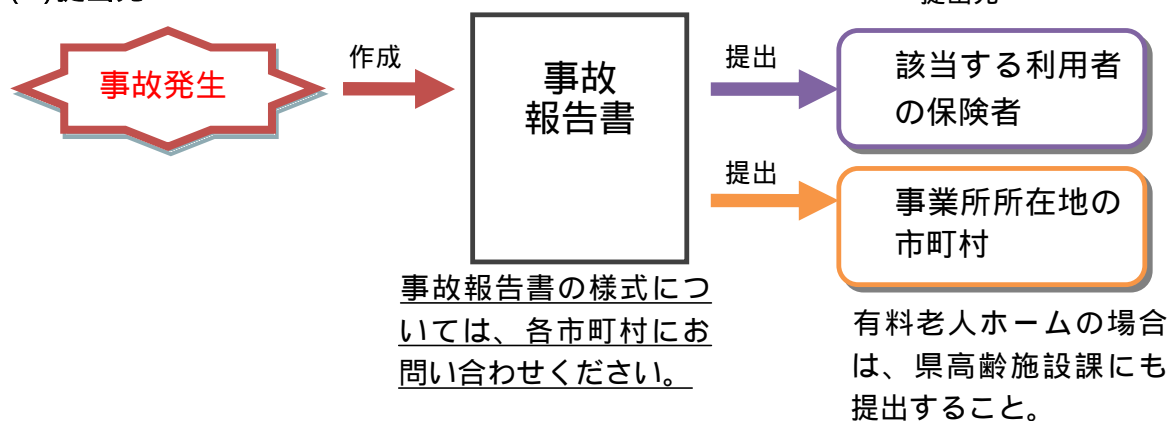 事故発生
作成
事故
報告書
提出
該当する利用者
の保険者
提出
事業所所在地の
市町村
事故報告書の様式につ
いては、各市町村にお
問い合わせください。
有料老人ホームの場合
は、県高齢施設課にも
提出すること。